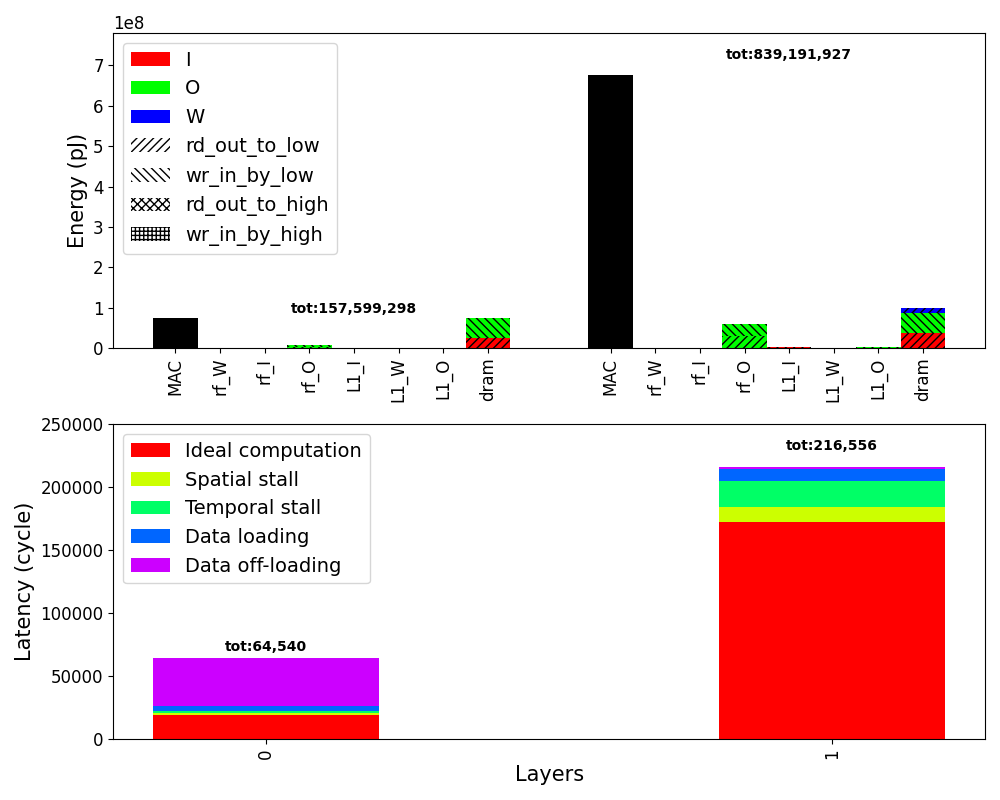 1e8
7
6
5
4
3
2
1
0
Energy (pJ)
I
O
W
rd_out_to_low
wr_in_by_low
rd_out_to_high
wr_in_by_high
tot:157,599,298
tot:839,191,927
MAC
rf_W
rf_I
rf_O
L1_I
L1_W
L1_O
dram
MAC
rf_W
rf_I
rf_O
L1_I
L1_W
L1_O
dram
250000
200000
150000
100000
50000
0
Latency (cycle)
Ideal computation
Spatial stall
Temporal stall
Data loading
Data off-loading
tot:64,540
tot:216,556
0
1
Layers